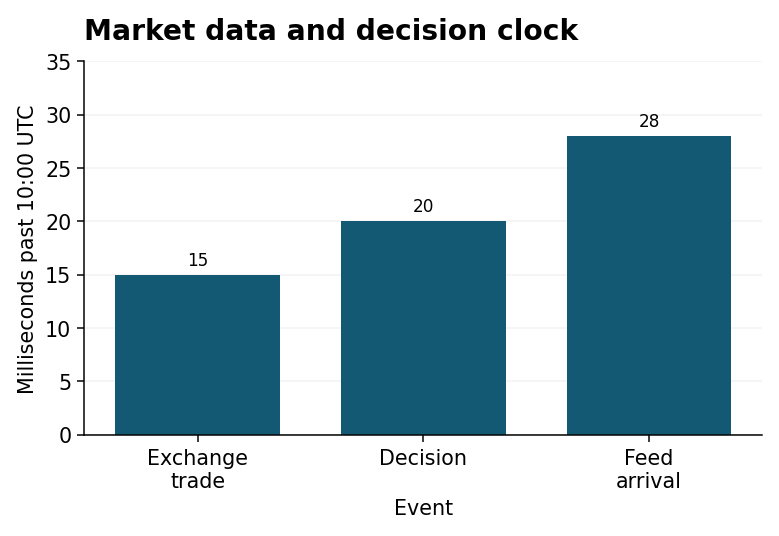 Market data and decision clock
Milliseconds past 10:00 UTC
35
30
25
20
15
10
5
0
15
20
28
Exchange
trade
Decision
Feed
arrival
Event